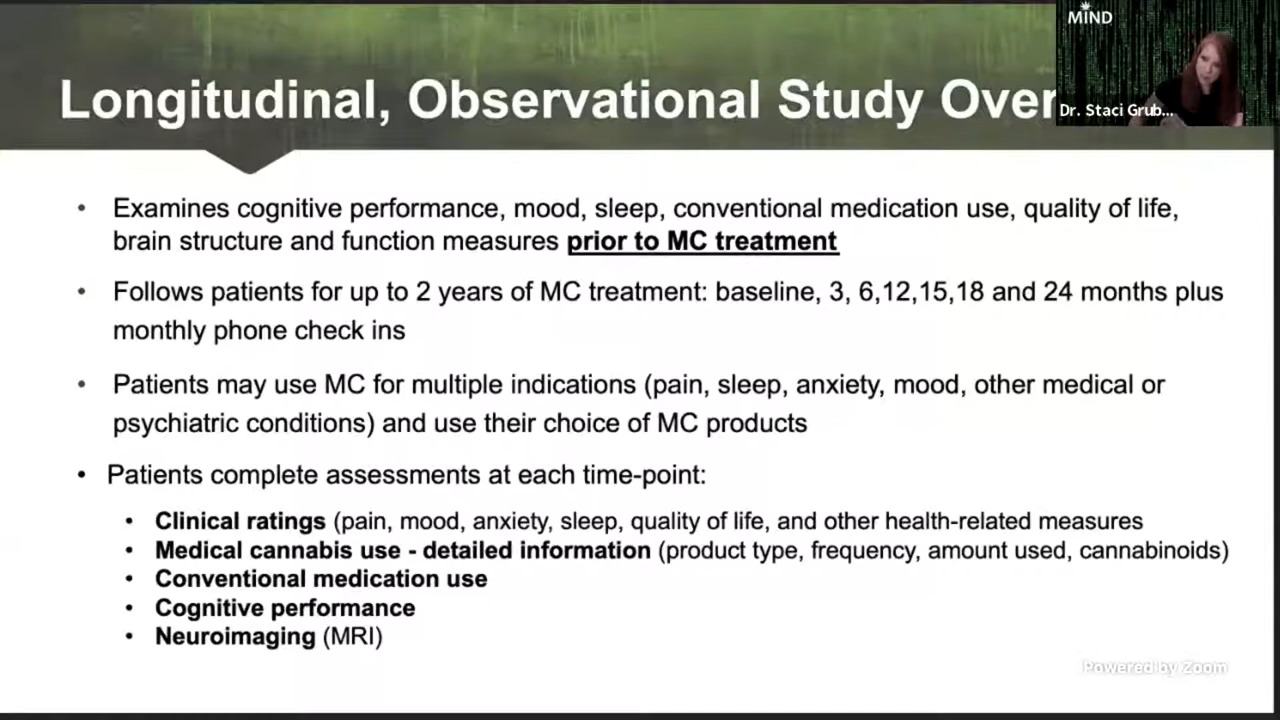 MIND
Longitudinal, Observational Study Over
Dr. Staci Grub...
• Examines cognitive performance, mood, sleep, conventional medication use, quality of life,
brain structure and function measures prior to MC treatment
• Follows patients for up to 2 years of MC treatment: baseline, 3, 6,12,15,18 and 24 months plus
monthly phone check ins
• Patients may use MC for multiple indications (pain, sleep, anxiety, mood, other medical or
psychiatric conditions) and use their choice of MC products
• Patients complete assessments at each time-point:
• Clinical ratings (pain, mood, anxiety, sleep, quality of life, and other health-related measures
• Medical cannabis use - detailed information (product type, frequency, amount used, cannabinoids)
• Conventional medication use
• Cognitive performance
• Neuroimaging (MRI)
Powered by Zoom